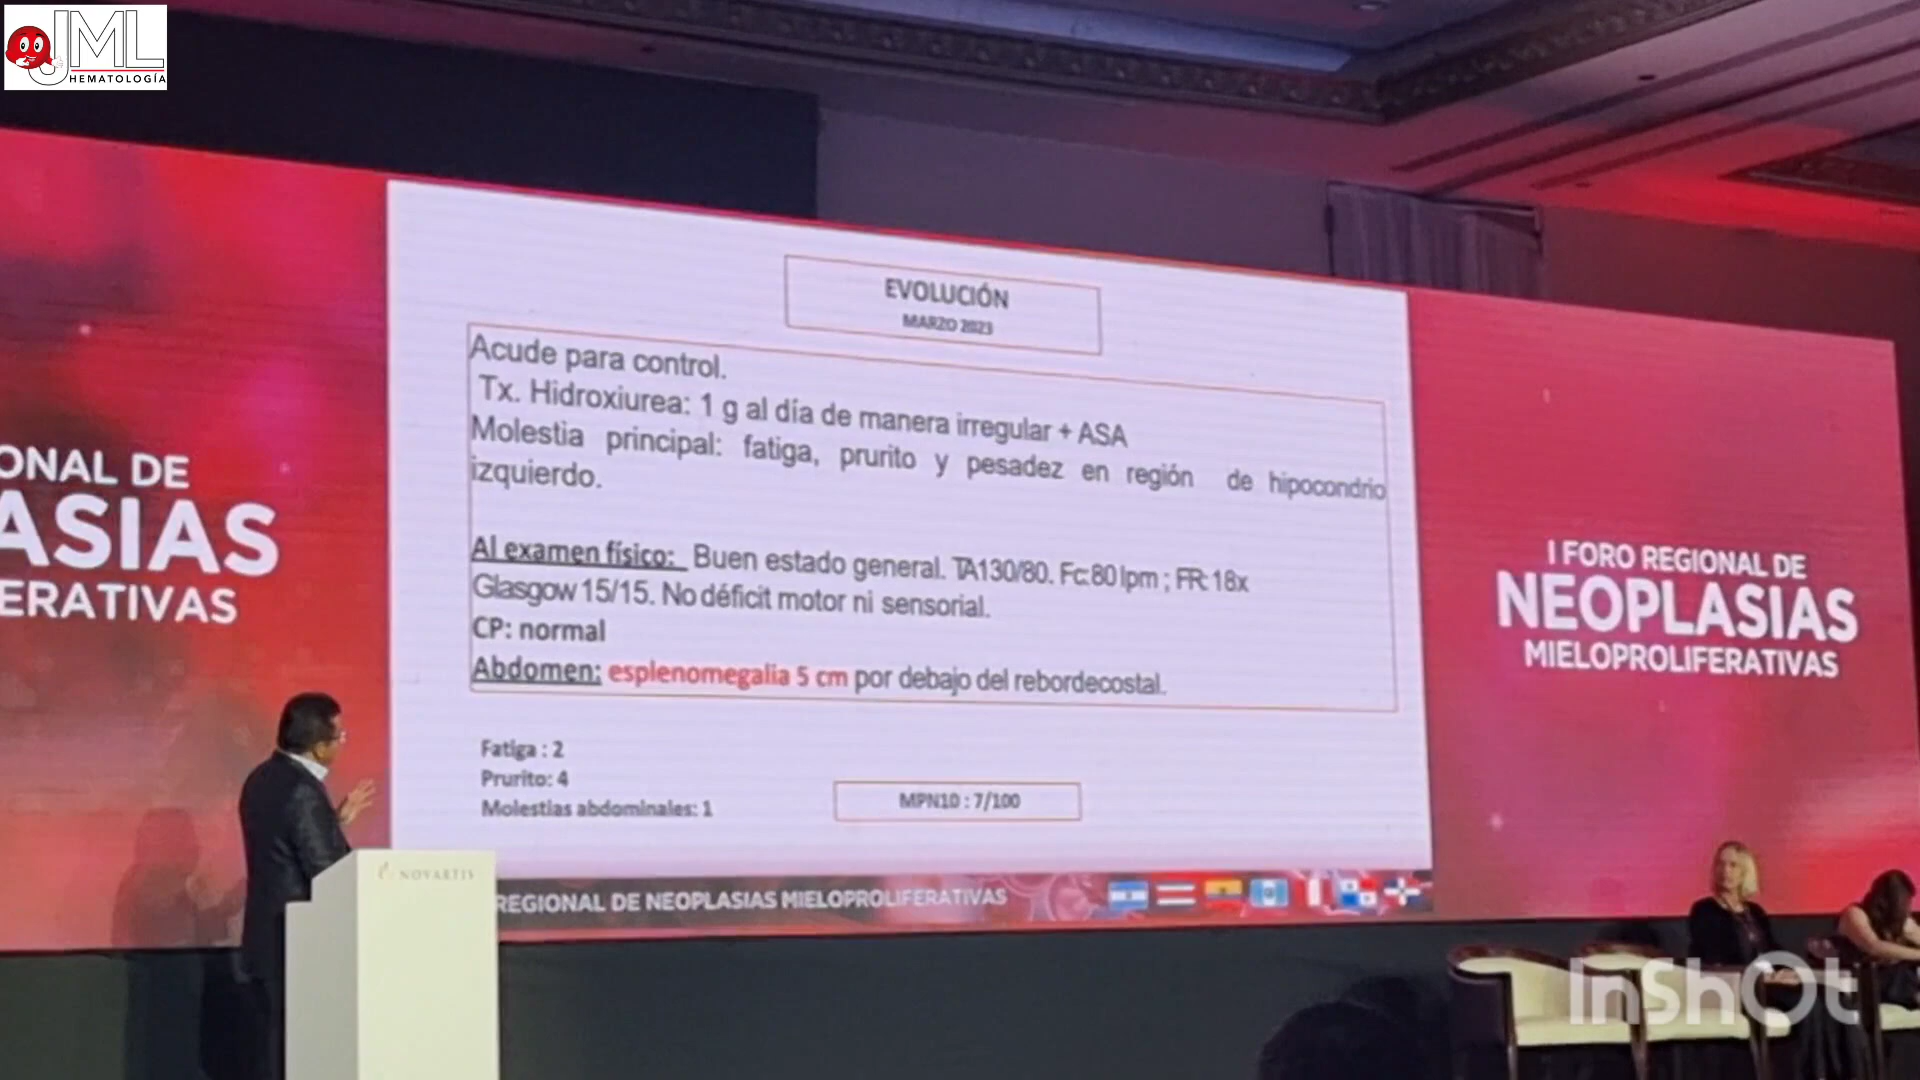 JML
HEMATOLOGÍA
EVOLUCIÓN
MARZO 2023
Acude para control.
Tx. Hidroxiurea: 1 g al día de manera irregular + ASA
Molestia principal: fatiga, prurito y pesadez en región de hipocondrio
izquierdo.
Al examen físico: Buen estado general. TA130/80. Fc:80 lpm ; FR: 18x
Glasgow 15/15. No déficit motor ni sensorial.
CP: normal
Abdomen: esplenomegalia 5 cm por debajo del rebordecostal.
Fatiga : 2
Prurito: 4
Molestias abdominales: 1
MPN10 : 7/100
REGIONAL DE NEOPLASIAS MIELOPROLIFERATIVAS
ONAL DE
ASIAS
ERATIVAS
I FORO REGIONAL DE
NEOPLASIAS
MIELOPROLIFERATIVAS
NOVARTIS
InShOt